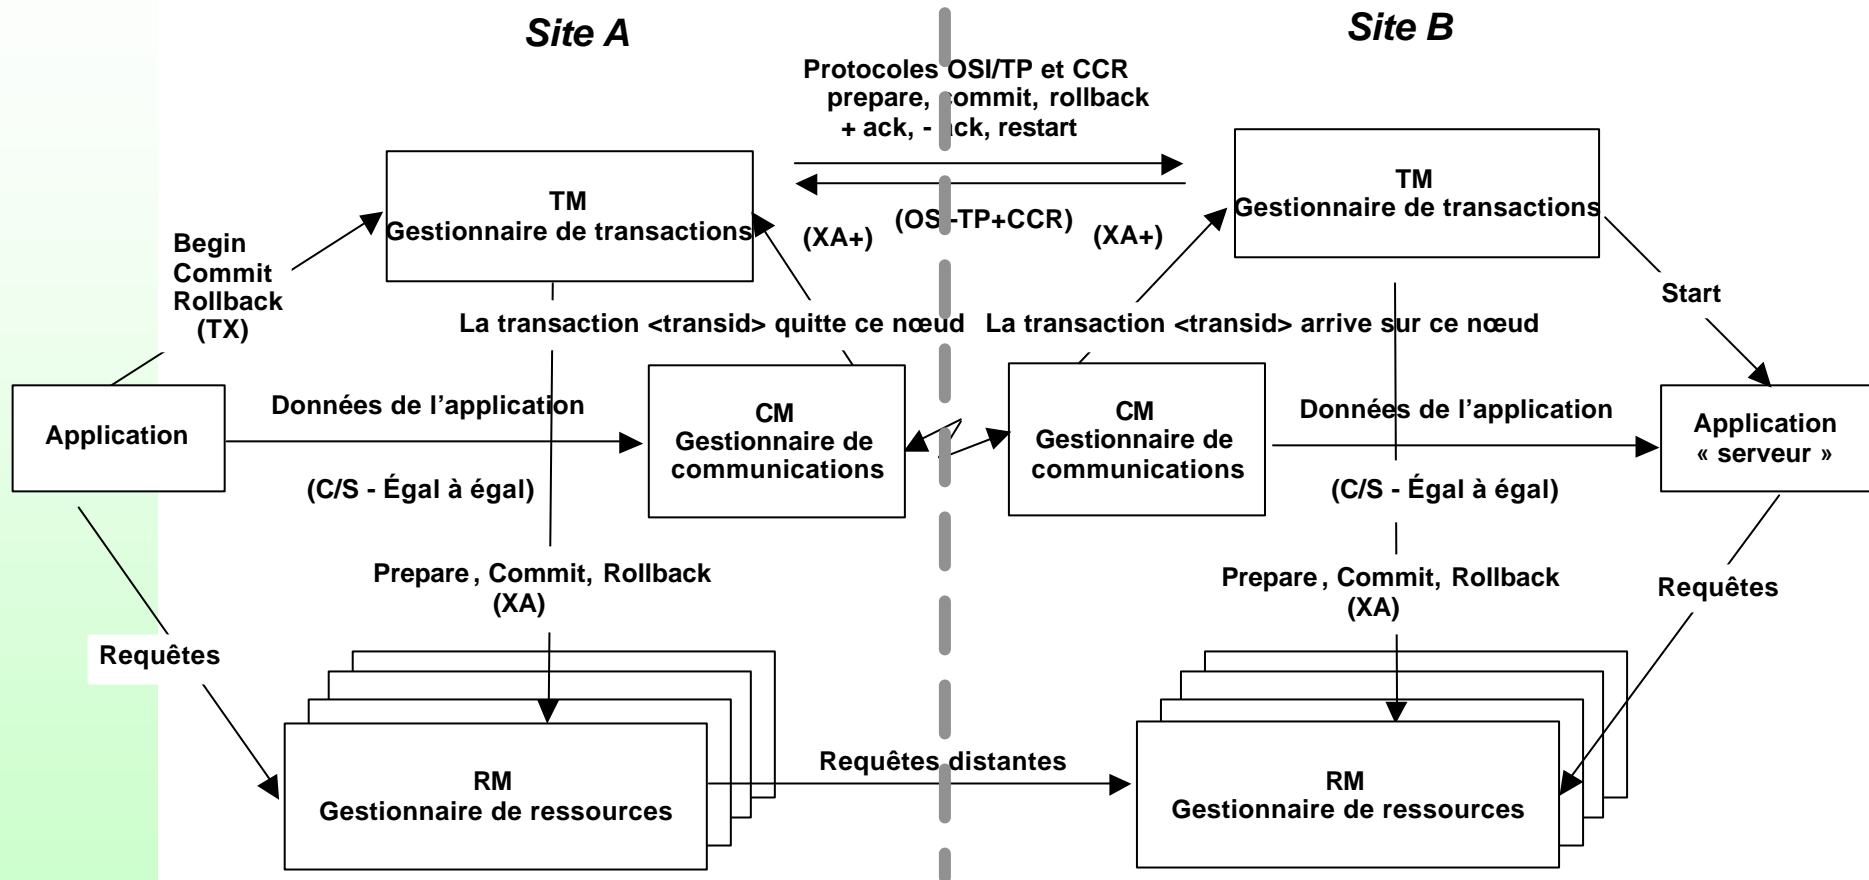 Site A
Site B
Protocoles OSI/TP et CCR
prepare, commit, rollback
+ ack, - ack, restart
TM
Gestionnaire de transactions
TM
Gestionnaire de transactions
(OSI-TP+CCR)
(XA+)
(XA+)
Begin
Commit
Rollback
(TX)
Start
La transaction <transid> quitte ce nœud
La transaction <transid> arrive sur ce nœud
Application
Données de l’application
(C/S - Égal à égal)
CM
Gestionnaire de
communications
CM
Gestionnaire de
communications
Données de l’application
(C/S - Égal à égal)
Application
« serveur »
Prepare , Commit, Rollback
(XA)
Prepare , Commit, Rollback
(XA)
Requêtes
Requêtes
RM
Gestionnaire de ressources
Requêtes distantes
RM
Gestionnaire de ressources